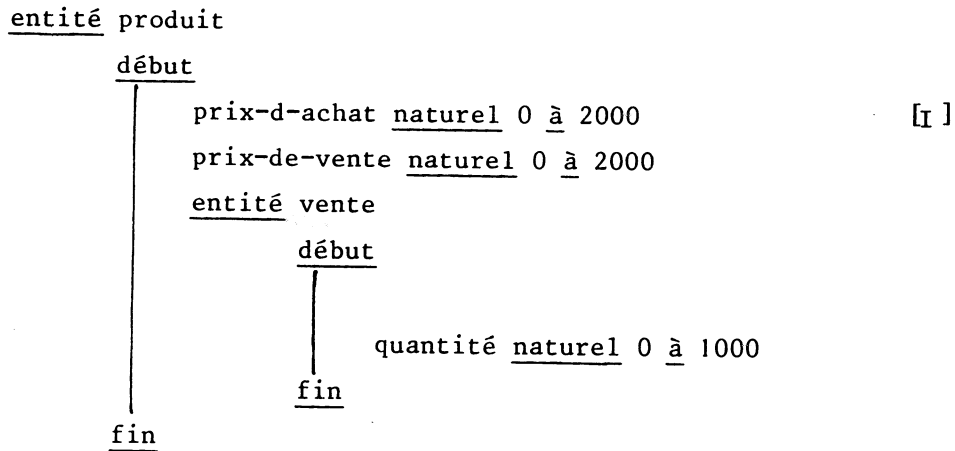 entité produit
début
prix-d-achat naturel 0 à 2000 [I]
prix-de-vente naturel 0 à 2000
entité vente
début
quantité naturel 0 à 1000
fin
fin